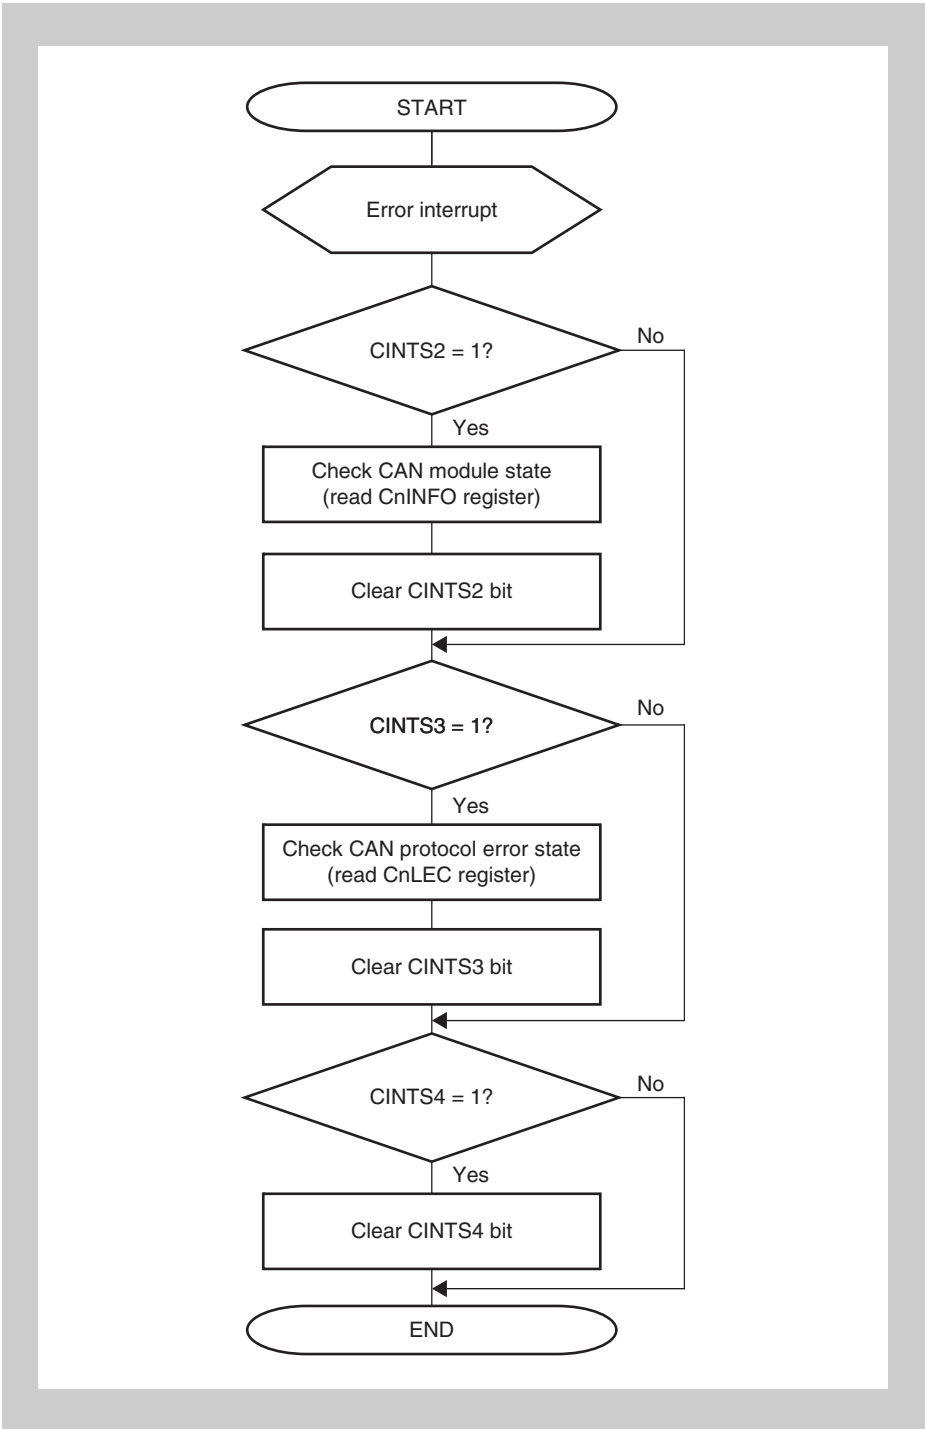 START
Error interrupt
CINTS2 = 1?
No
Yes
Check CAN module state
(read CnINFO register)
Clear CINTS2 bit
CINTS3 = 1?
No
Yes
Check CAN protocol error state
(read CnLEC register)
Clear CINTS3 bit
CINTS4 = 1?
No
Yes
Clear CINTS4 bit
END